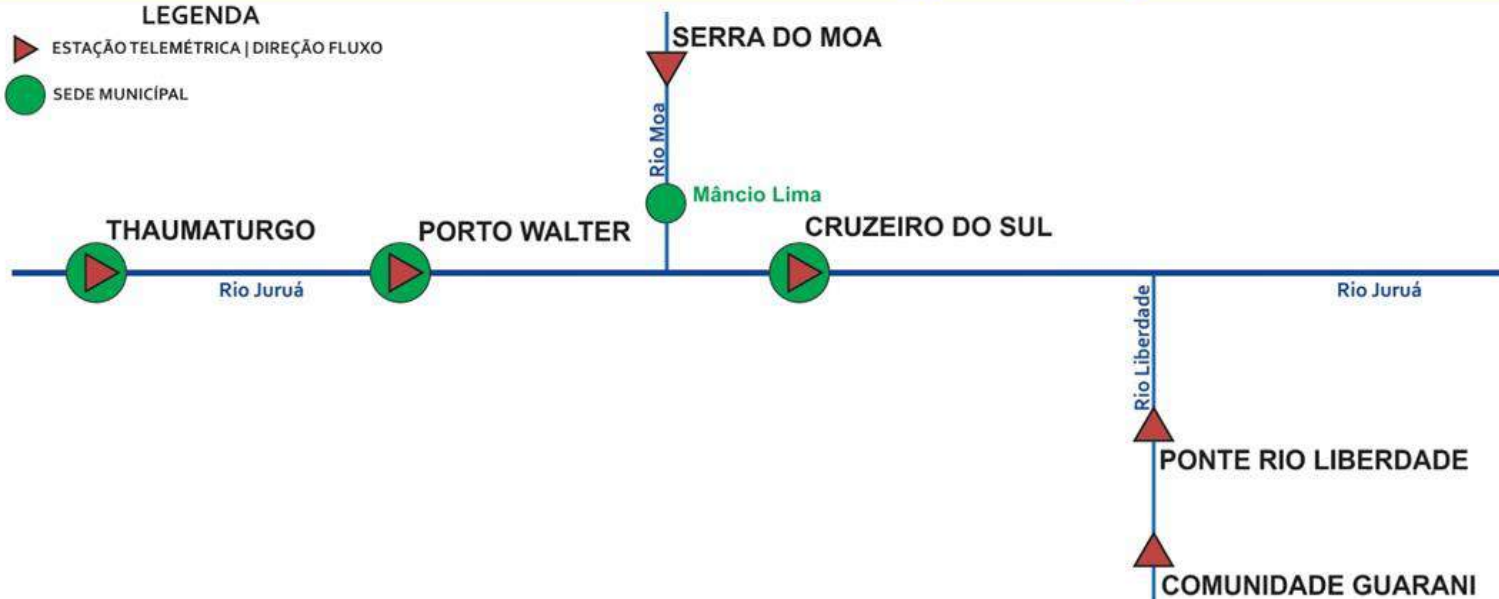 LEGENDA
ESTAÇÃO TELEMÉTRICA | DIREÇÃO FLUXO
SEDE MUNICÍPAL
SERRA DO MOA
Rio Moa
Mâncio Lima
THAUMATURGO
PORTO WALTER
CRUZEIRO DO SUL
Rio Juruá
Rio Juruá
Rio Liberdade
PONTE RIO LIBERDADE
COMUNIDADE GUARANI